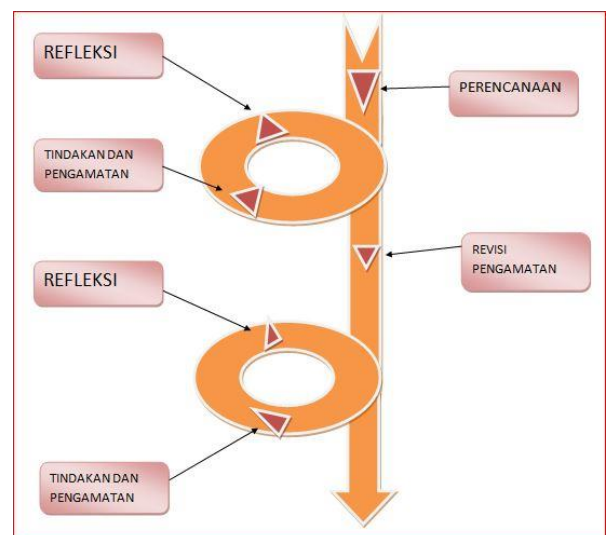 REFLEKSI
PERENCANAAN
TINDAKAN DAN
PENGAMATAN
REVISI
PENGAMATAN
REFLEKSI
TINDAKAN DAN
PENGAMATAN